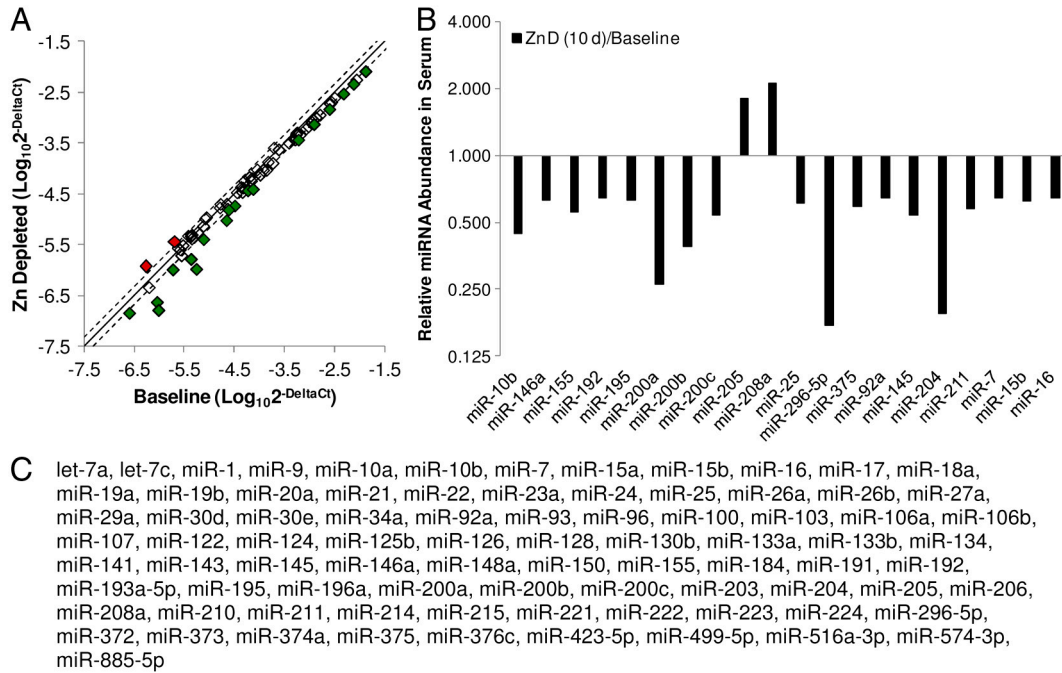 A
Zn Depleted (Log₁₀2⁻ᴰᵉˡᵗᵃᶜᵗ)
-1.5
-2.5
-3.5
-4.5
-5.5
-6.5
-7.5
-7.5 -6.5 -5.5 -4.5 -3.5 -2.5 -1.5
Baseline (Log₁₀2⁻ᴰᵉˡᵗᵃᶜᵗ)
B
Relative miRNA Abundance in Serum
ZnD (10 d)/Baseline
4.000
2.000
1.000
0.500
0.250
0.125
miR-10b
miR-146a
miR-155
miR-192
miR-195
miR-200a
miR-200b
miR-200c
miR-205
miR-208a
miR-25
miR-296-5p
miR-375
miR-92a
miR-145
miR-204
miR-211
miR-7
miR-15b
miR-16
C
let-7a, let-7c, miR-1, miR-9, miR-10a, miR-10b, miR-7, miR-15a, miR-15b, miR-16, miR-17, miR-18a,
miR-19a, miR-19b, miR-20a, miR-21, miR-22, miR-23a, miR-24, miR-25, miR-26a, miR-26b, miR-27a,
miR-29a, miR-30d, miR-30e, miR-34a, miR-92a, miR-93, miR-96, miR-100, miR-103, miR-106a, miR-106b,
miR-107, miR-122, miR-124, miR-125b, miR-126, miR-128, miR-130b, miR-133a, miR-133b, miR-134,
miR-141, miR-143, miR-145, miR-146a, miR-148a, miR-150, miR-155, miR-184, miR-191, miR-192,
miR-193a-5p, miR-195, miR-196a, miR-200a, miR-200b, miR-200c, miR-203, miR-204, miR-205, miR-206,
miR-208a, miR-210, miR-211, miR-214, miR-215, miR-221, miR-222, miR-223, miR-224, miR-296-5p,
miR-372, miR-373, miR-374a, miR-375, miR-376c, miR-423-5p, miR-499-5p, miR-516a-3p, miR-574-3p,
miR-885-5p